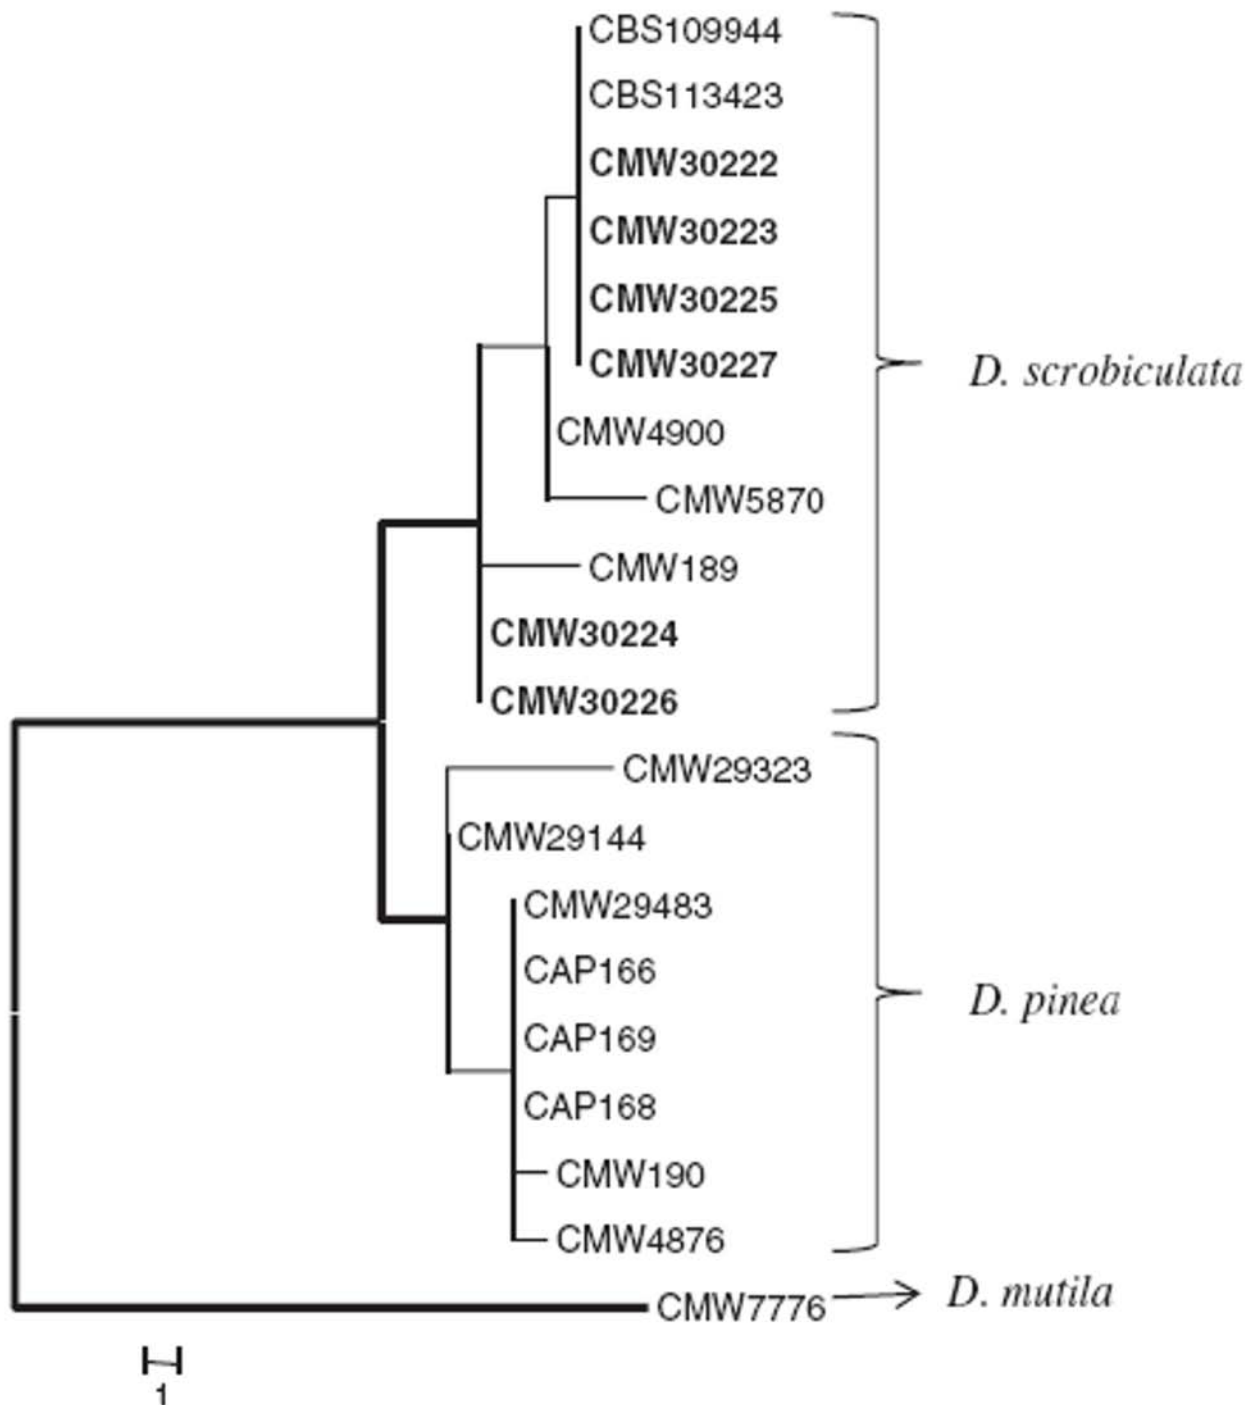 CBS109944
CBS113423
CMW30222
CMW30223
CMW30225
CMW30227
D. scrobiculata
CMW4900
CMW5870
CMW189
CMW30224
CMW30226
CMW29323
CMW29144
CMW29483
CAP166
D. pinea
CAP169
CAP168
CMW190
CMW4876
D. mutila
CMW7776
1